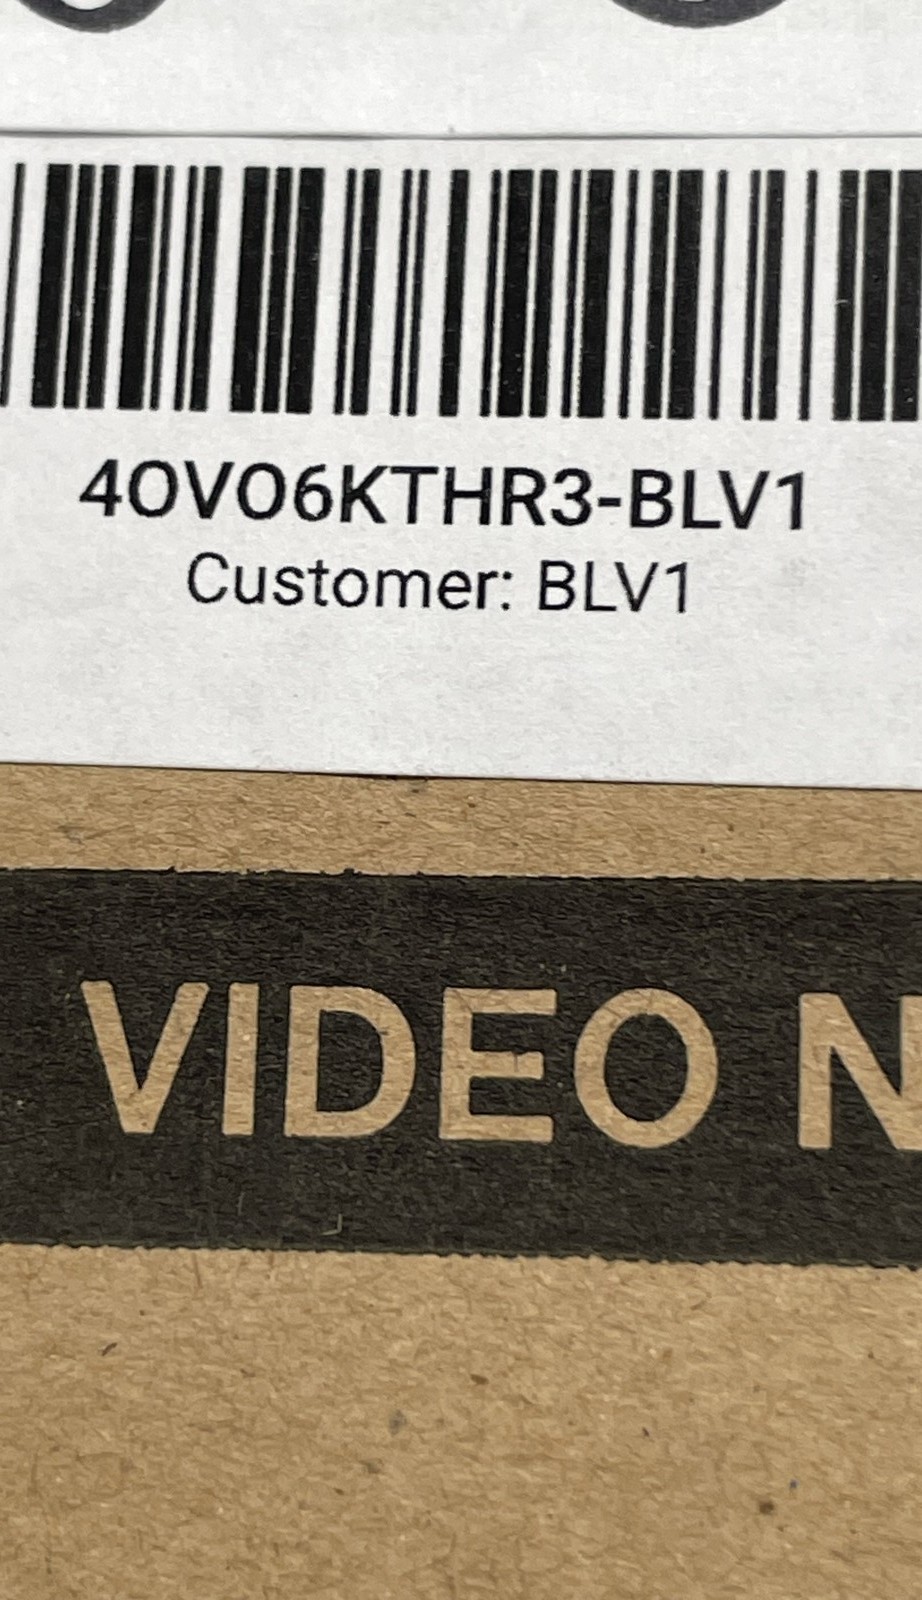 4OVO6KTHR3-BLV1
Customer: BLV1
VIDEO N